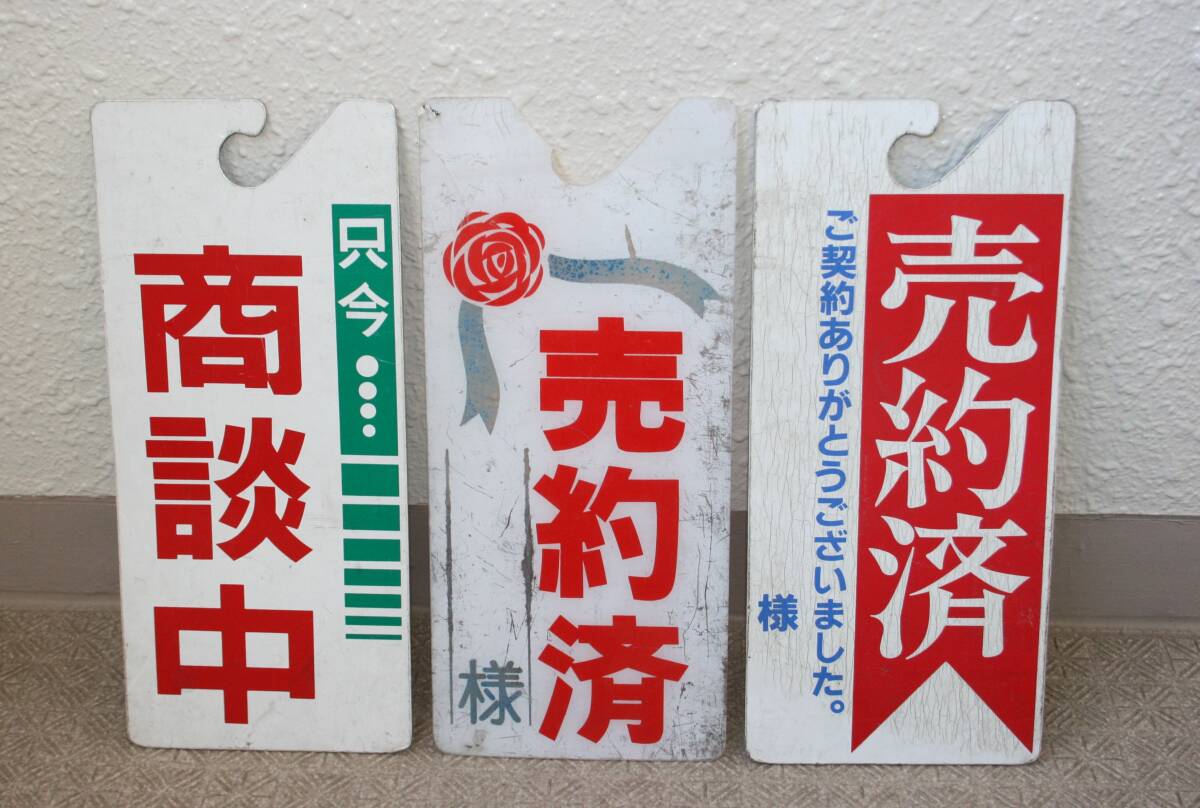 只今‥‥
商談中
売約済
様
売約済
ご契約ありがとうございました。
様